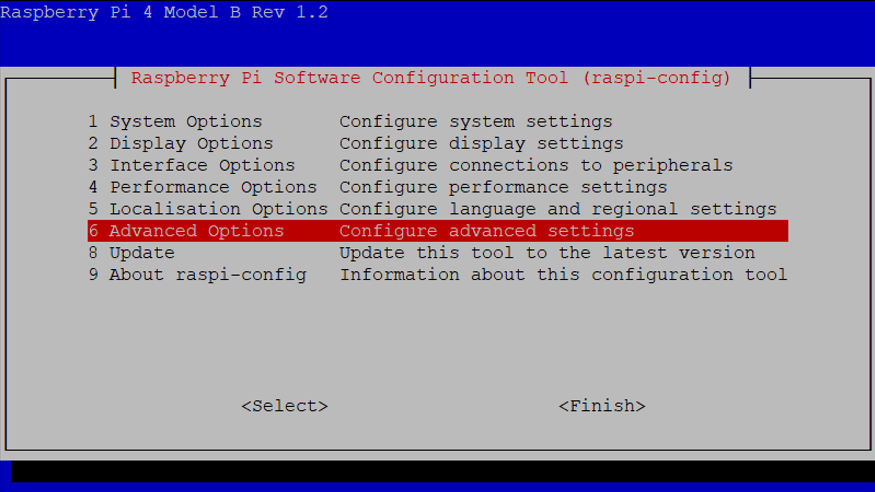 Raspberry Pi 4 Model B Rev 1.2
Raspberry Pi Software Configuration Tool (raspi-config)
1 System Options Configure system settings
2 Display Options Configure display settings
3 Interface Options Configure connections to peripherals
4 Performance Options Configure performance settings
5 Localisation Options Configure language and regional settings
6 Advanced Options Configure advanced settings
8 Update Update this tool to the latest version
9 About raspi-config Information about this configuration tool
<Select> <Finish>